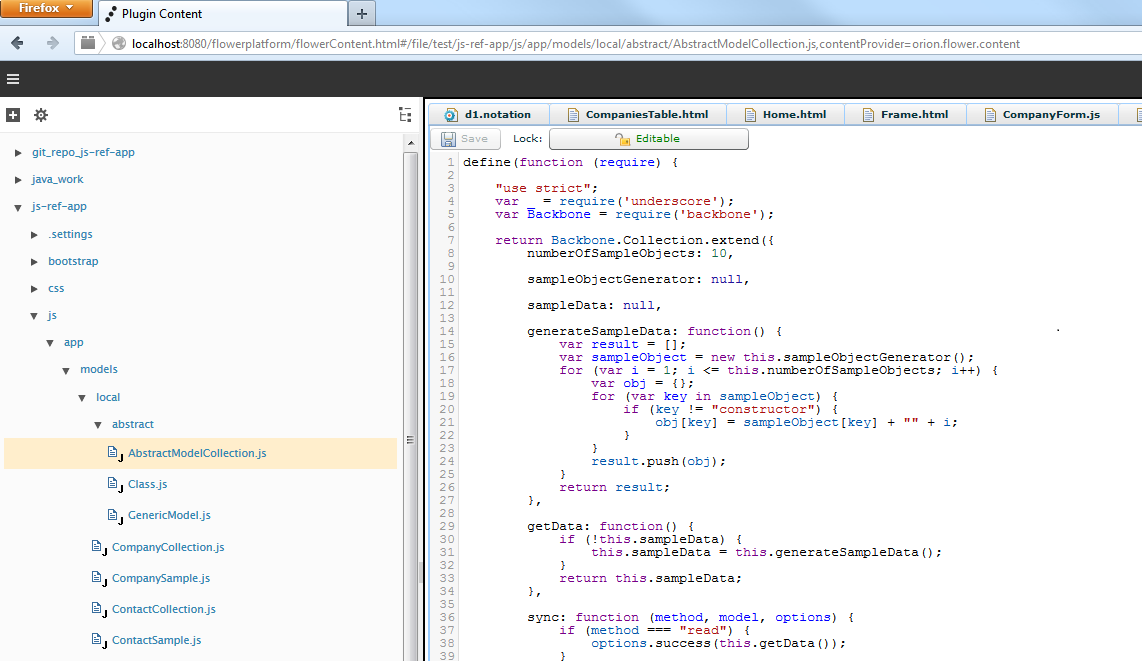 Firefox
Plugin Content
localhost:8080/flowerplatform/flowerContent.html#/file/test/js-ref-app/js/app/models/local/abstract/AbstractModelCollection.js,contentProvider=orion.flower.content
git_repo_js-ref-app
java_work
js-ref-app
.settings
bootstrap
css
js
app
models
local
abstract
AbstractModelCollection.js
Class.js
GenericModel.js
CompanyCollection.js
CompanySample.js
ContactCollection.js
ContactSample.js
d1.notation CompaniesTable.html Home.html Frame.html CompanyForm.js
Save Lock: Editable
1 define(function (require) {
2
3 "use strict";
4 var _ = require('underscore');
5 var Backbone = require('backbone');
6
7 return Backbone.Collection.extend({
8 numberOfSampleObjects: 10,
9
10 sampleObjectGenerator: null,
11
12 sampleData: null,
13
14 generateSampleData: function() {
15 var result = [];
16 var sampleObject = new this.sampleObjectGenerator();
17 for (var i = 1; i <= this.numberOfSampleObjects; i++) {
18 var obj = {};
19 for (var key in sampleObject) {
20 if (key != "constructor") {
21 obj[key] = sampleObject[key] + "" + i;
22 }
23 }
24 result.push(obj);
25 }
26 return result;
27 },
28
29 getData: function() {
30 if (!this.sampleData) {
31 this.sampleData = this.generateSampleData();
32 }
33 return this.sampleData;
34 },
35
36 sync: function (method, model, options) {
37 if (method === "read") {
38 options.success(this.getData());
39 }